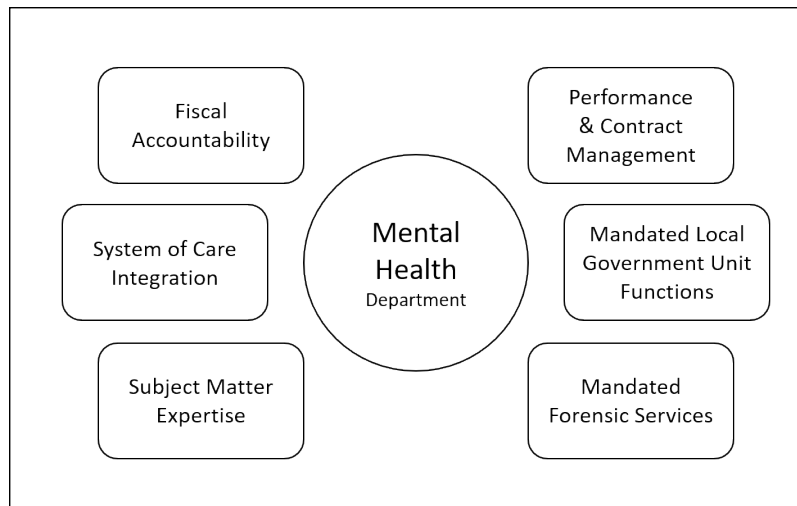 Fiscal
Accountability
Performance
& Contract
Management
Mental
Health
Department
System of Care
Integration
Mandated Local
Government Unit
Functions
Subject Matter
Expertise
Mandated
Forensic Services